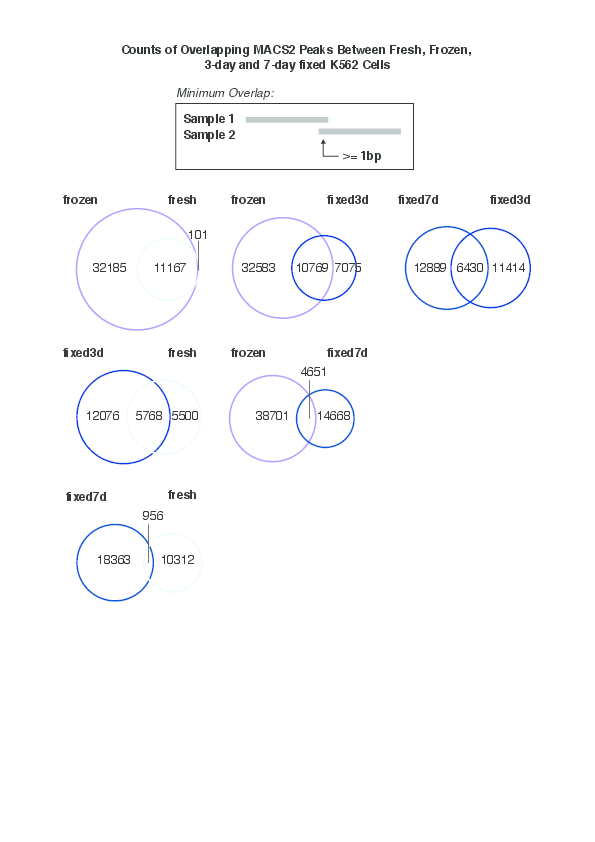 Counts of Overlapping MACS2 Peaks Between Fresh, Frozen,
3-day and 7-day fixed K562 Cells
Minimum Overlap:
Sample 1
Sample 2
>= 1bp
frozen fresh
101
32185 11167
frozen fixed3d
32583 10769 7075
fixed7d fixed3d
12889 6430 11414
fixed3d fresh
12076 5768 5500
frozen fixed7d
4651
38701 14668
fixed7d fresh
956
18363 10312